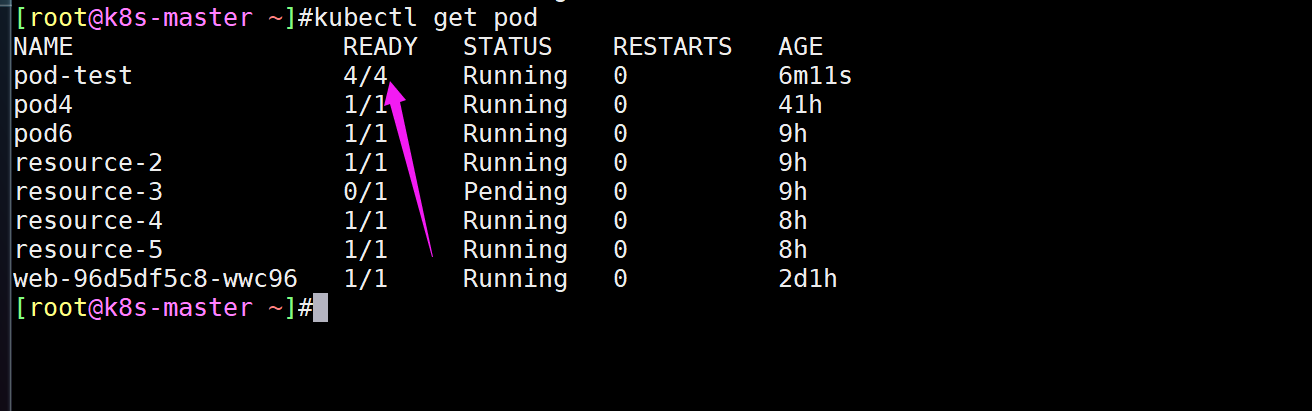 [root@k8s-master ~]#kubectl get pod
NAME READY STATUS RESTARTS AGE
pod-test 4/4 Running 0 6m11s
pod4 1/1 Running 0 41h
pod6 1/1 Running 0 9h
resource-2 1/1 Running 0 9h
resource-3 0/1 Pending 0 9h
resource-4 1/1 Running 0 8h
resource-5 1/1 Running 0 8h
web-96d5df5c8-wwc96 1/1 Running 0 2d1h
[root@k8s-master ~]#